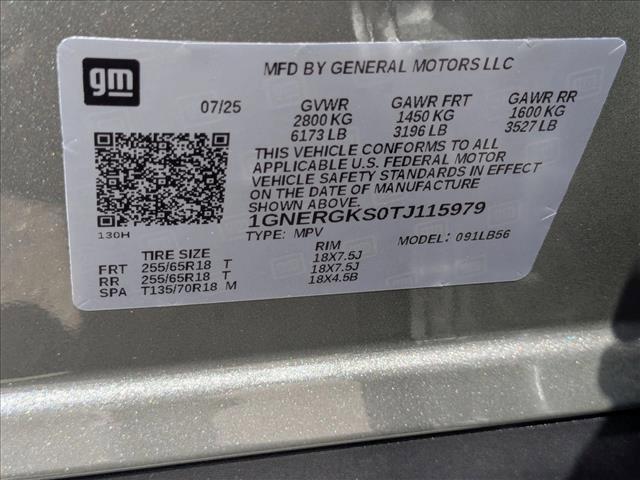 gm
MFD BY GENERAL MOTORS LLC
07/25 GVWR GAWR FRT GAWR RR
2800 KG 1450 KG 1600 KG
6173 LB 3196 LB 3527 LB
THIS VEHICLE CONFORMS TO ALL
APPLICABLE U.S. FEDERAL MOTOR
VEHICLE SAFETY STANDARDS IN EFFECT
ON THE DATE OF MANUFACTURE
SHOWN ABOVE.
1GNERGKS0TJ115979
130H TYPE: MPV MODEL: 091LB56
TIRE SIZE RIM
FRT 255/65R18 T 18X7.5J
RR 255/65R18 T 18X7.5J
SPA T135/70R18 M 18X4.5B